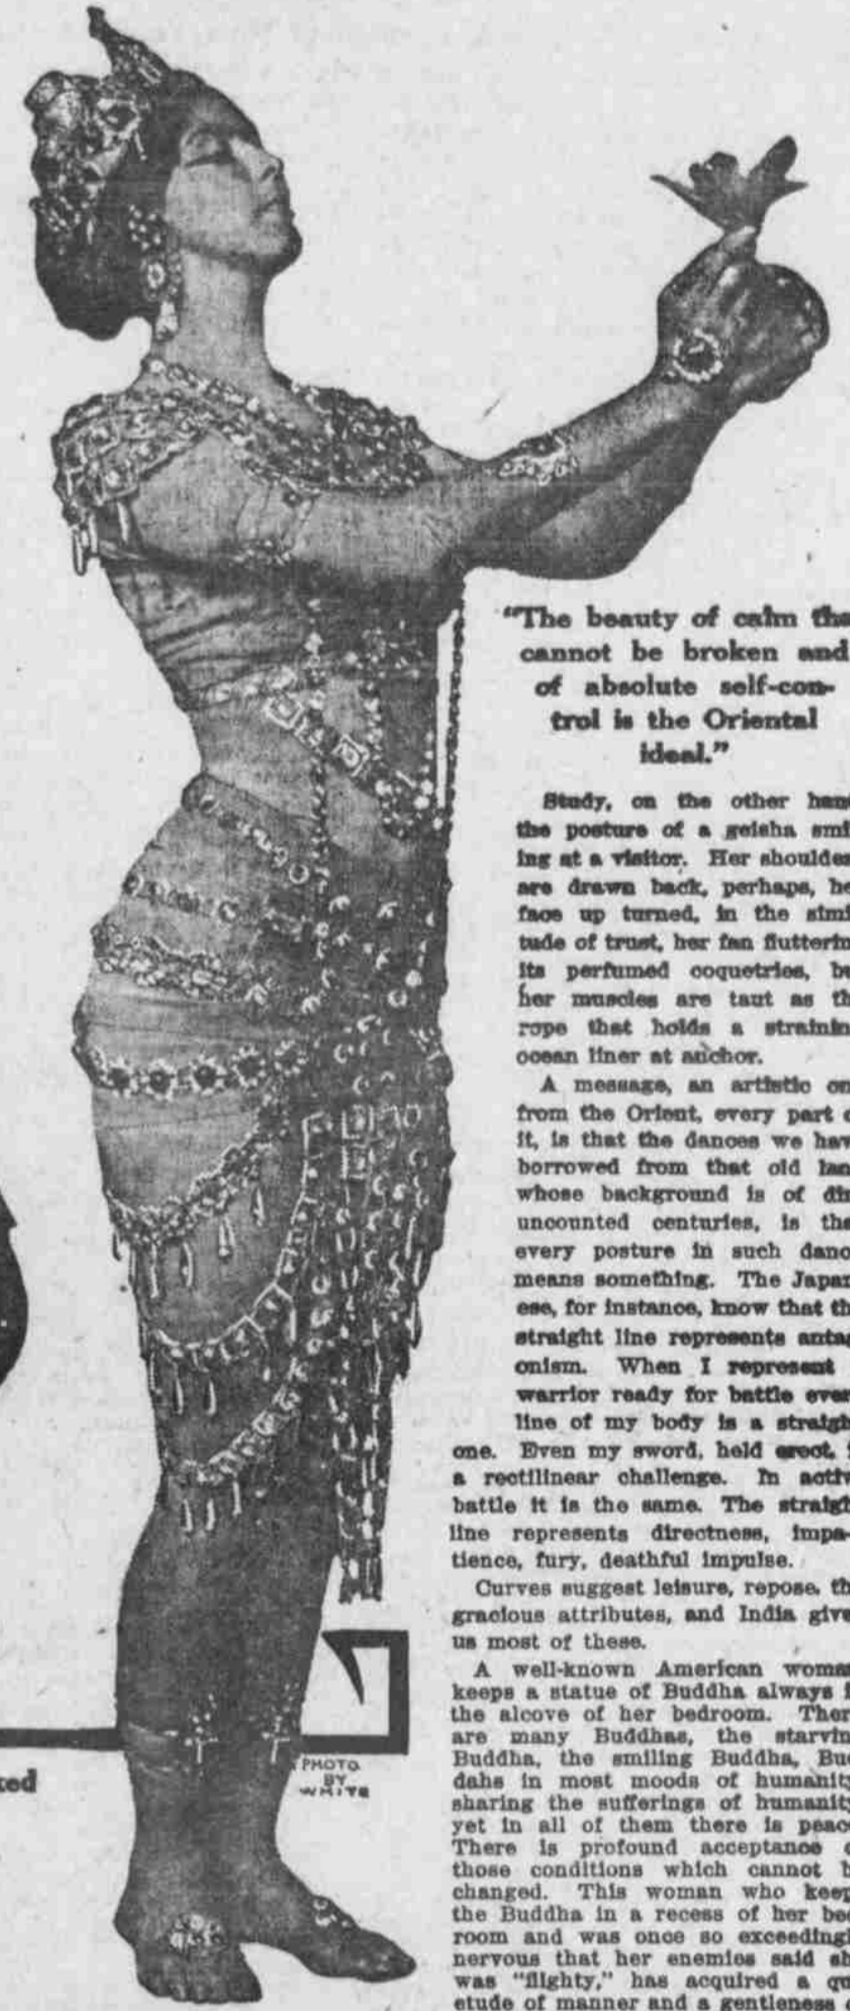 "The beauty of calm tha
cannot be broken and
of absolute self-con-
trol is the Oriental
ideal."
Study, on the other hand
the posture of a geisha smil
ing at a visitor. Her shoulder
are drawn back, perhaps, he
face up turned, in the simi
tude of trust, her fan flutterin
its perfumed coquetries, bu
her muscles are taut as th
rope that holds a strainin
ocean liner at anchor.
A message, an artistic on
from the Orient, every part o
it, is that the dances we hav
borrowed from that old lan
whose background is of dim
uncounted centuries, is tha
every posture in such danc
means something. The Japan
ese, for instance, know that th
straight line represents antag
onism. When I represent
warrior ready for battle ever
line of my body is a straigh
one. Even my sword, held erect, i
a rectilinear challenge. In activ
battle it is the same. The straigh
line represents directness, impa-
tience, fury, deathful impulse.
Curves suggest leisure, repose, th
gracious attributes, and India give
us most of these.
A well-known American woman
keeps a statue of Buddha always i
the alcove of her bedroom. Ther
are many Buddhas, the starvin
Buddha, the smiling Buddha, Bud
dahs in most moods of humanity
sharing the sufferings of humanity
yet in all of them there is peac
There is profound acceptance o
those conditions which cannot b
changed. This woman who keep
the Buddha in a recess of her bed
room and was once so exceedingl
nervous that her enemies said sh
was "flighty," has acquired a qui
etude of manner and a gentleness o
PHOTO
BY
WHITE
ked